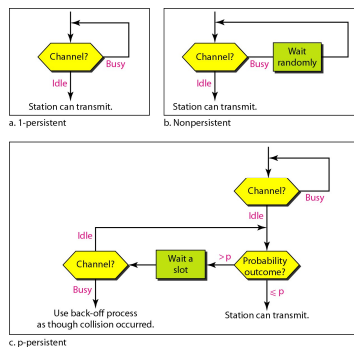 Channel?
Busy
Idle
Station can transmit.
a. 1-persistent
Channel?
Busy
Wait
randomly
Idle
Station can transmit.
b. Nonpersistent
Channel?
Busy
Idle
Idle
Channel?
Wait a
slot
>p
Probability
outcome?
Busy
⩽ p
Use back-off process
as though collision occurred.
Station can transmit.
c. p-persistent